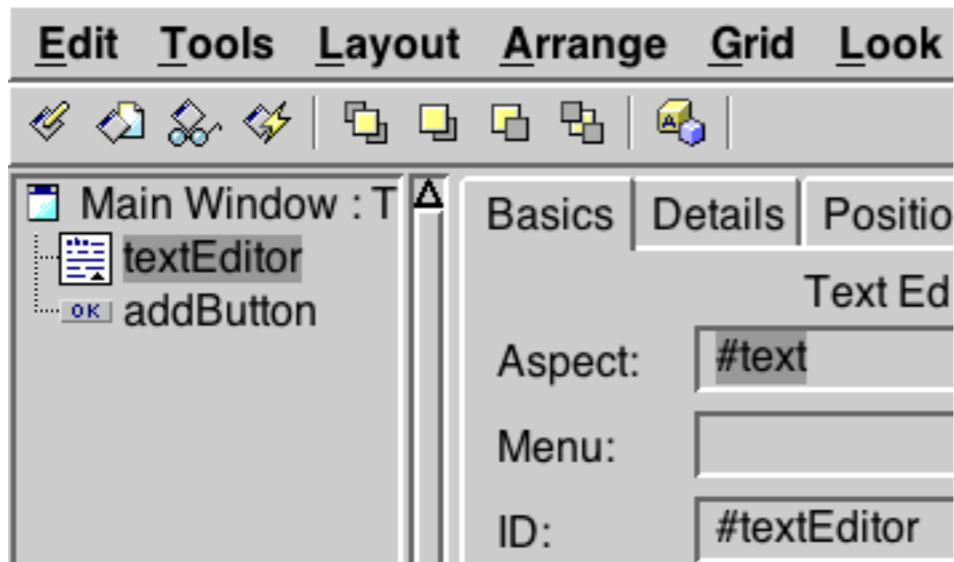 Edit Tools Layout Arrange Grid Look
A
Main Window : T
Basics Details Positio
textEditor
Text Ed
OK addButton
Aspect: #text
Menu:
ID: #textEditor